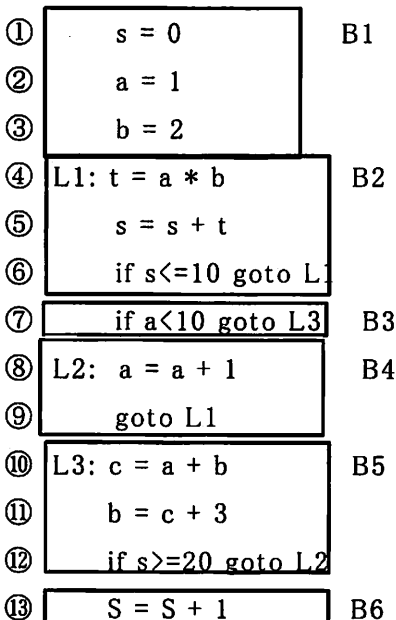 ① s = 0 B1
② a = 1
③ b = 2
④ L1: t = a * b B2
⑤ s = s + t
⑥ if s<=10 goto L1
⑦ if a<10 goto L3 B3
⑧ L2: a = a + 1 B4
⑨ goto L1
⑩ L3: c = a + b B5
⑪ b = c + 3
⑫ if s>=20 goto L2
⑬ S = S + 1 B6